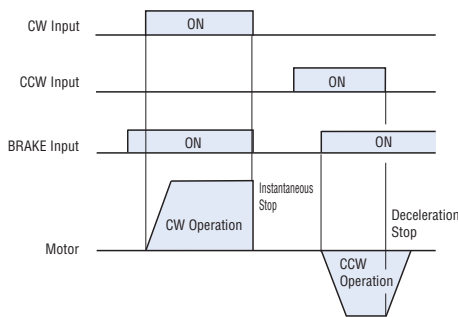 CW Input
ON
CCW Input
ON
BRAKE Input
ON
ON
Instantaneous
Stop
Deceleration
Stop
CW Operation
Motor
CCW
Operation